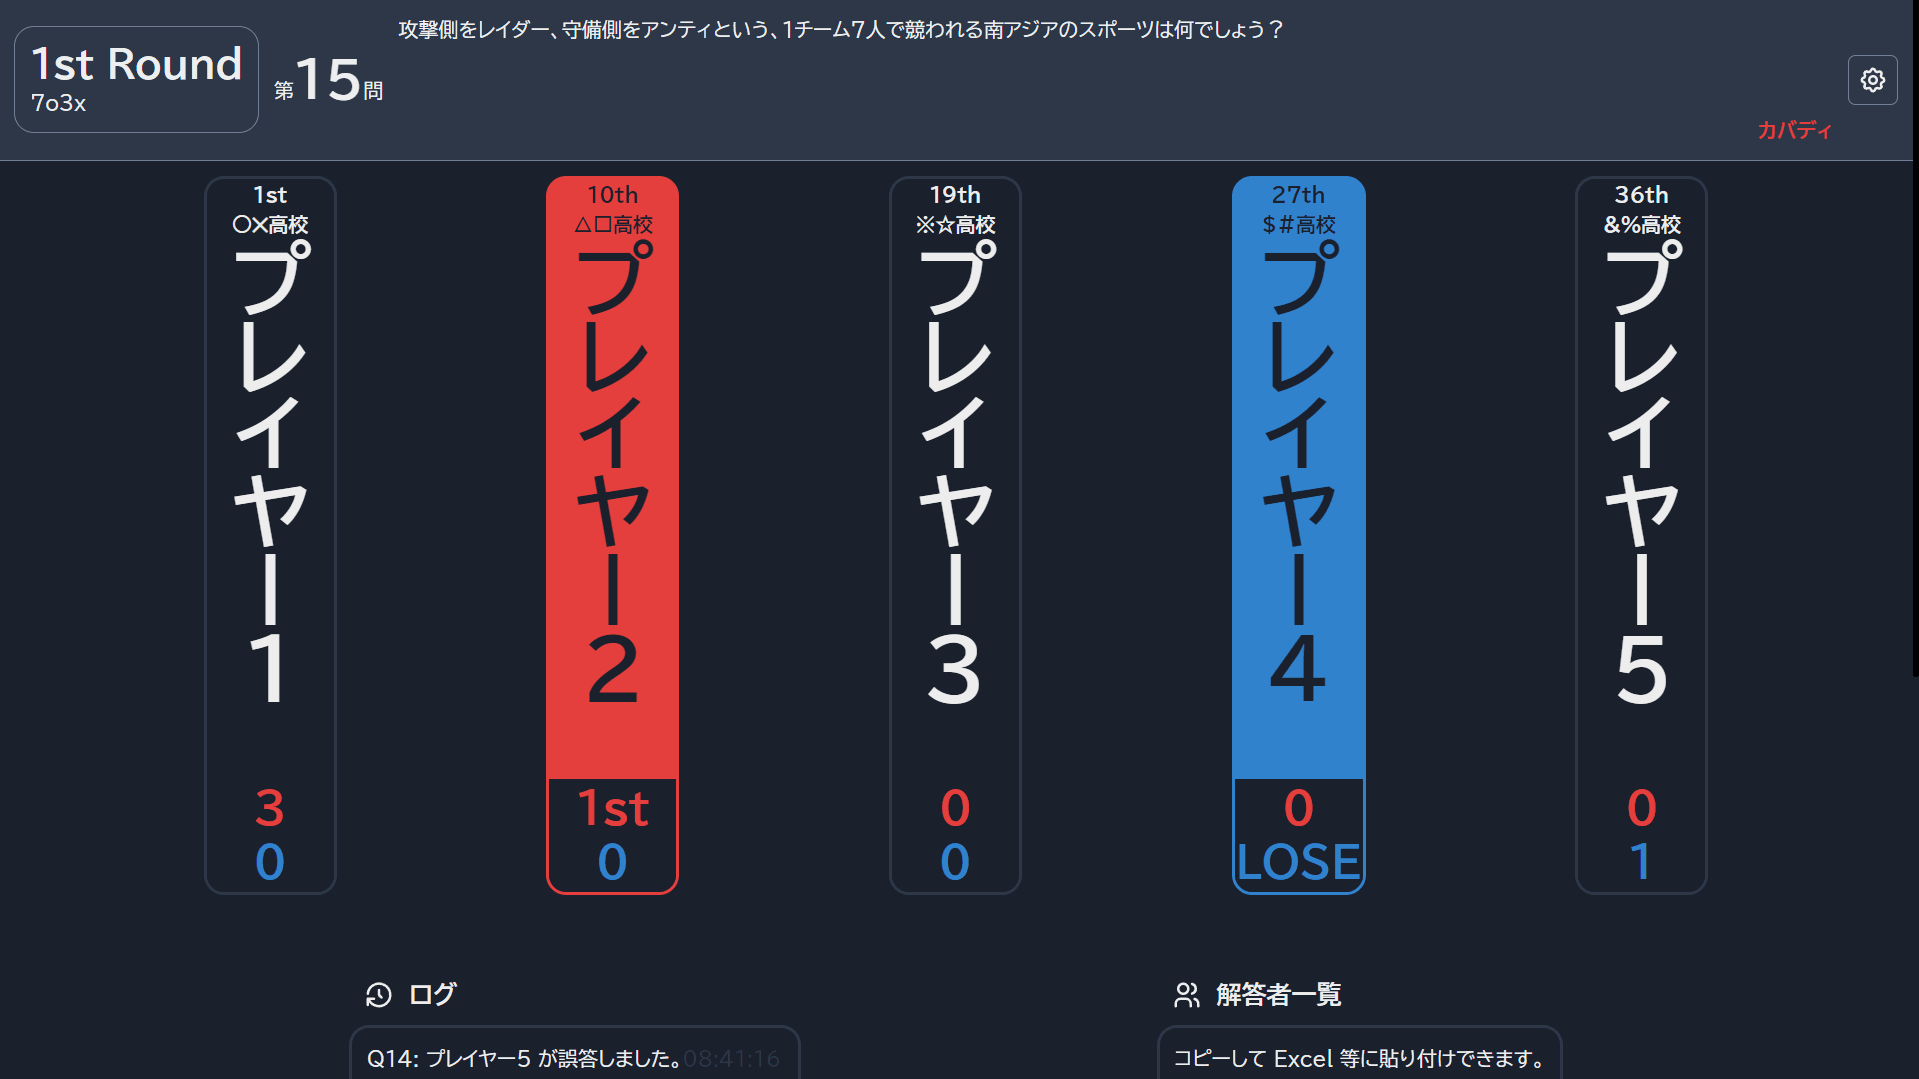 1st Round
7o3x
第15問
攻撃側をレイダー、守備側をアンティという、1チーム7人で競われる南アジアのスポーツは何でしょう？
カバディ
1st
○×高校
プレイヤー1
3
0
10th
△□高校
プレイヤー2
1st
0
19th
※☆高校
プレイヤー3
0
0
27th
$#高校
プレイヤー4
0
LOSE
36th
&%高校
プレイヤー5
0
1
ログ
Q14: プレイヤー5 が誤答しました。08:41:16
解答者一覧
コピーして Excel 等に貼り付けできます。